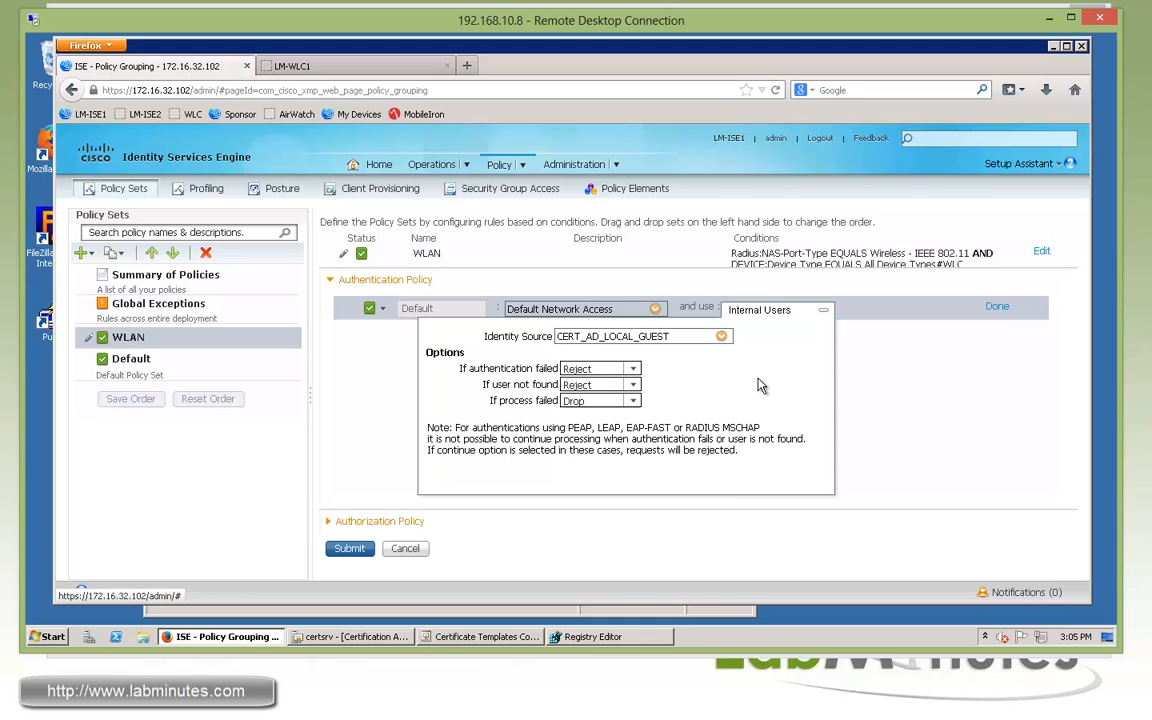 192.168.10.8 - Remote Desktop Connection
Firefox
ISE - Policy Grouping - 172.16.32.102
LM-WLC1
https://172.16.32.102/admin/#pageId=com_cisco_xmp_web_page_policy_grouping
Google
LM-ISE1
LM-ISE2
WLC
Sponsor
AirWatch
My Devices
MobileIron
CISCO
Identity Services Engine
LM-ISE1
admin
Logout
Feedback
Home
Operations
Policy
Administration
Setup Assistant
Policy Sets
Profiling
Posture
Client Provisioning
Security Group Access
Policy Elements
Policy Sets
Search policy names & descriptions.
Summary of Policies
A list of all your policies
Global Exceptions
Rules across entire deployment
WLAN
Default
Default Policy Set
Save Order
Reset Order
Define the Policy Sets by configuring rules based on conditions. Drag and drop sets on the left hand side to change the order.
Status
Name
Description
Conditions
WLAN
Radius:NAS-Port-Type EQUALS Wireless - IEEE 802.11 AND
DEVICE:Device Type EQUALS All Device Types#WLC
Edit
Authentication Policy
Default
: Default Network Access
and use :
Internal Users
Done
Identity Source CERT_AD_LOCAL_GUEST
Options
If authentication failed Reject
If user not found Reject
If process failed Drop
Note: For authentications using PEAP, LEAP, EAP-FAST or RADIUS MSCHAP
it is not possible to continue processing when authentication fails or user is not found.
If continue option is selected in these cases, requests will be rejected.
Authorization Policy
Submit
Cancel
https://172.16.32.102/admin/#
Notifications (0)
Start
ISE - Policy Grouping ...
certsrv - [Certification A...
Certificate Templates Co...
Registry Editor
3:05 PM
http://www.labminutes.com